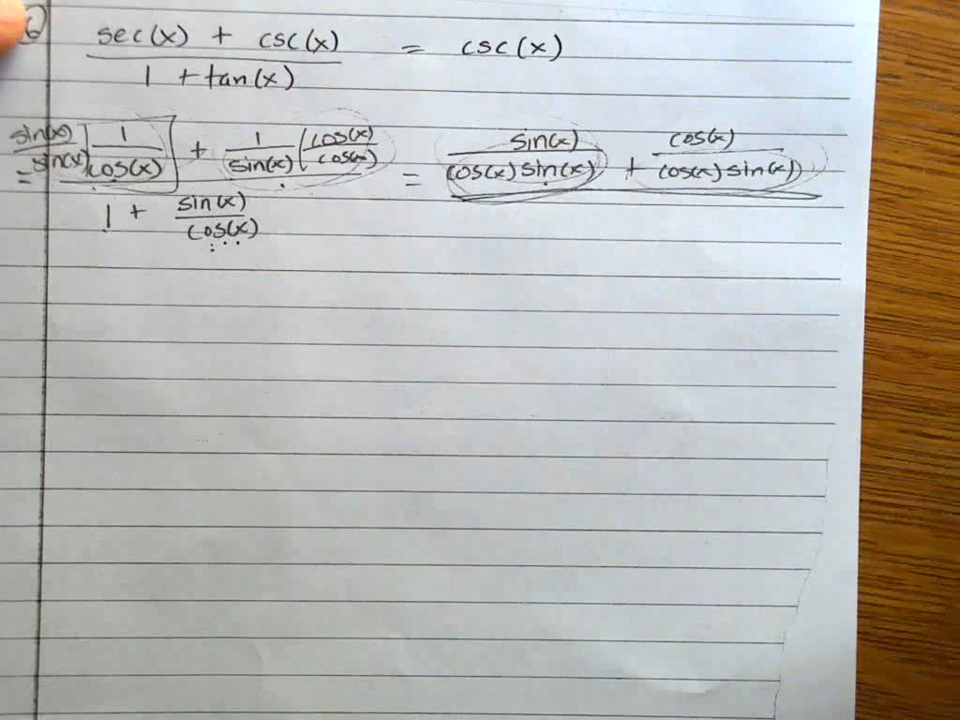 6) sec(x) + csc(x) = csc(x)
1 + tan(x)
sin(x) 1 + 1 (cos(x) sin(x) + cos(x)
= sin(x) cos(x) sin(x) cos(x)) = cos(x) sin(x) cos(x) sin(x)
1 + sin(x)
cos(x)